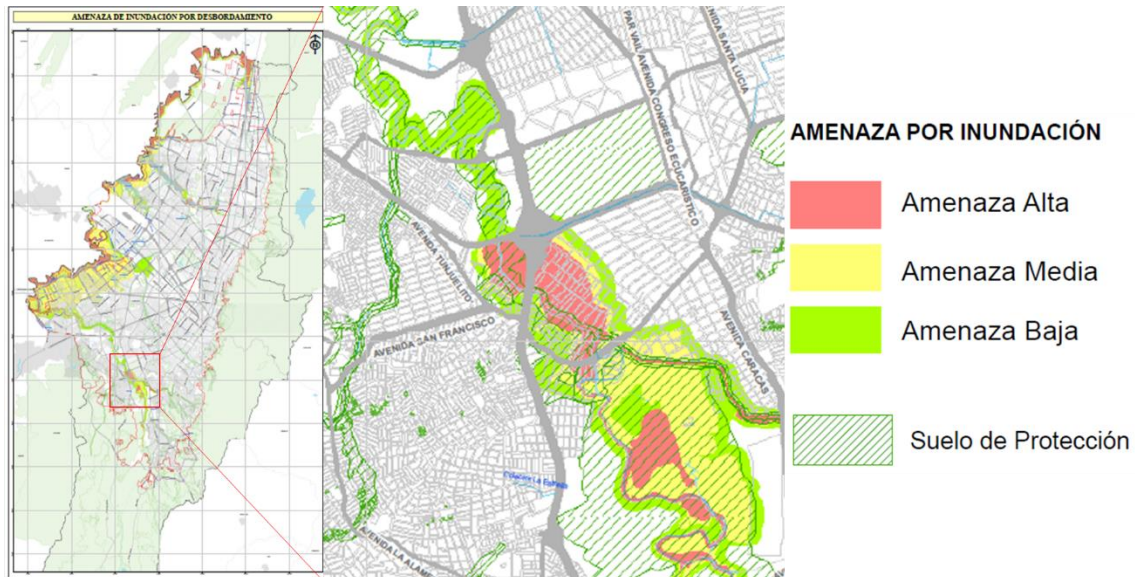 AMENAZA DE INUNDACIÓN POR DESBORDAMIENTO
PAR VIAL AVENIDA CONGRESO EUCARISTICO
AVENIDA SANTA LUCIA
AVENIDA TUNJUELITO
AVENIDA SAN FRANCISCO
AVENIDA CARACAS
AVENIDA LA ALAM
AMENAZA POR INUNDACIÓN
Amenaza Alta
Amenaza Media
Amenaza Baja
Suelo de Protección